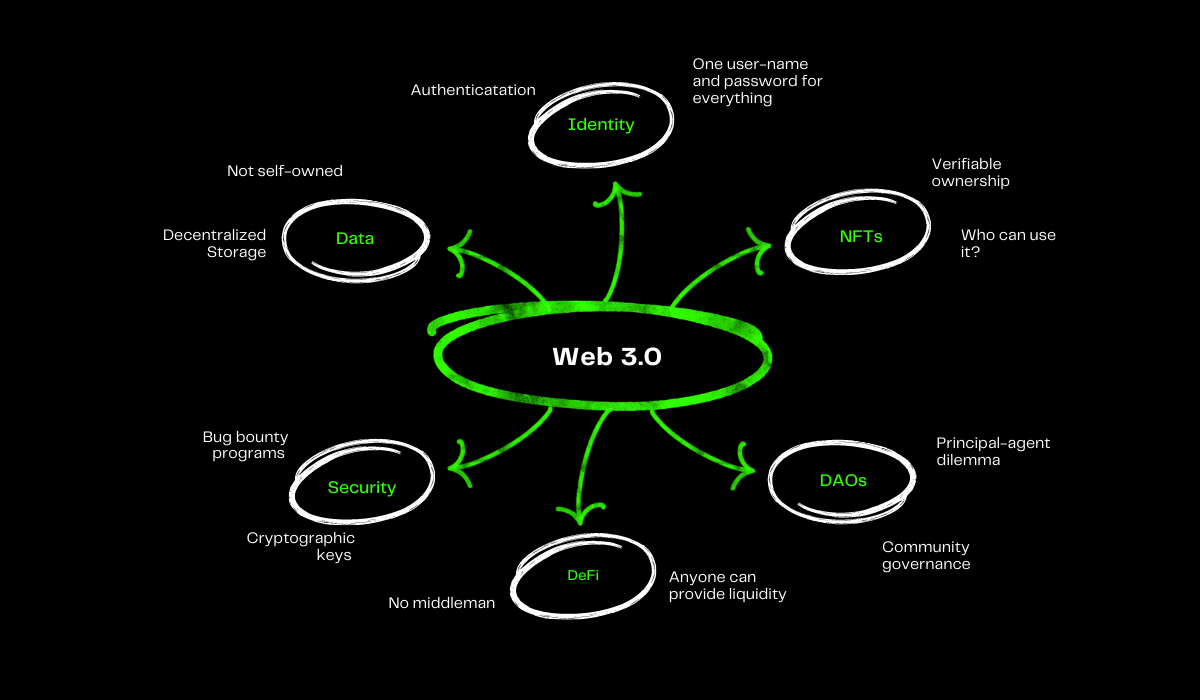 One user-name
and password for
everything
Authenticatation
Identity
Verifiable
ownership
Not self-owned
Decentralized
Storage
Data
NFTs
Who can use
it?
Web 3.0
Bug bounty
programs
Security
Cryptographic
keys
Principal-agent
dilemma
DAOs
Community
governance
DeFi
Anyone can
provide liquidity
No middleman